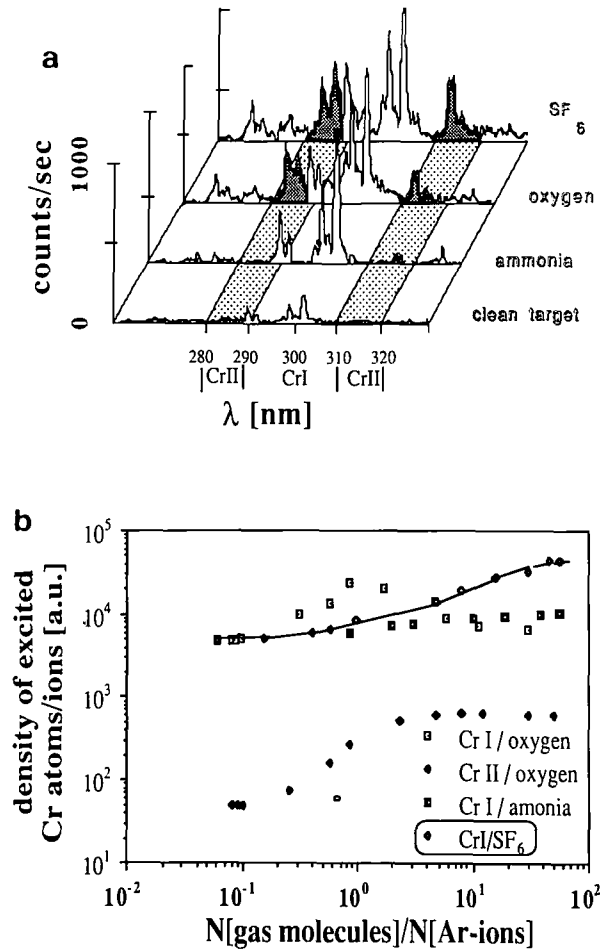 a
SF6
oxygen
ammonia
clean target
counts/sec
1000
0
280 290 300 310 320
|CrII| CrI |CrII|
λ [nm]
b
density of excited
Cr atoms/ions [a.u.]
10^5
10^4
10^3
10^2
10^1
Cr I / oxygen
Cr II / oxygen
Cr I / amonia
CrI/SF6
10^-2 10^-1 10^0 10^1 10^2
N[gas molecules]/N[Ar-ions]